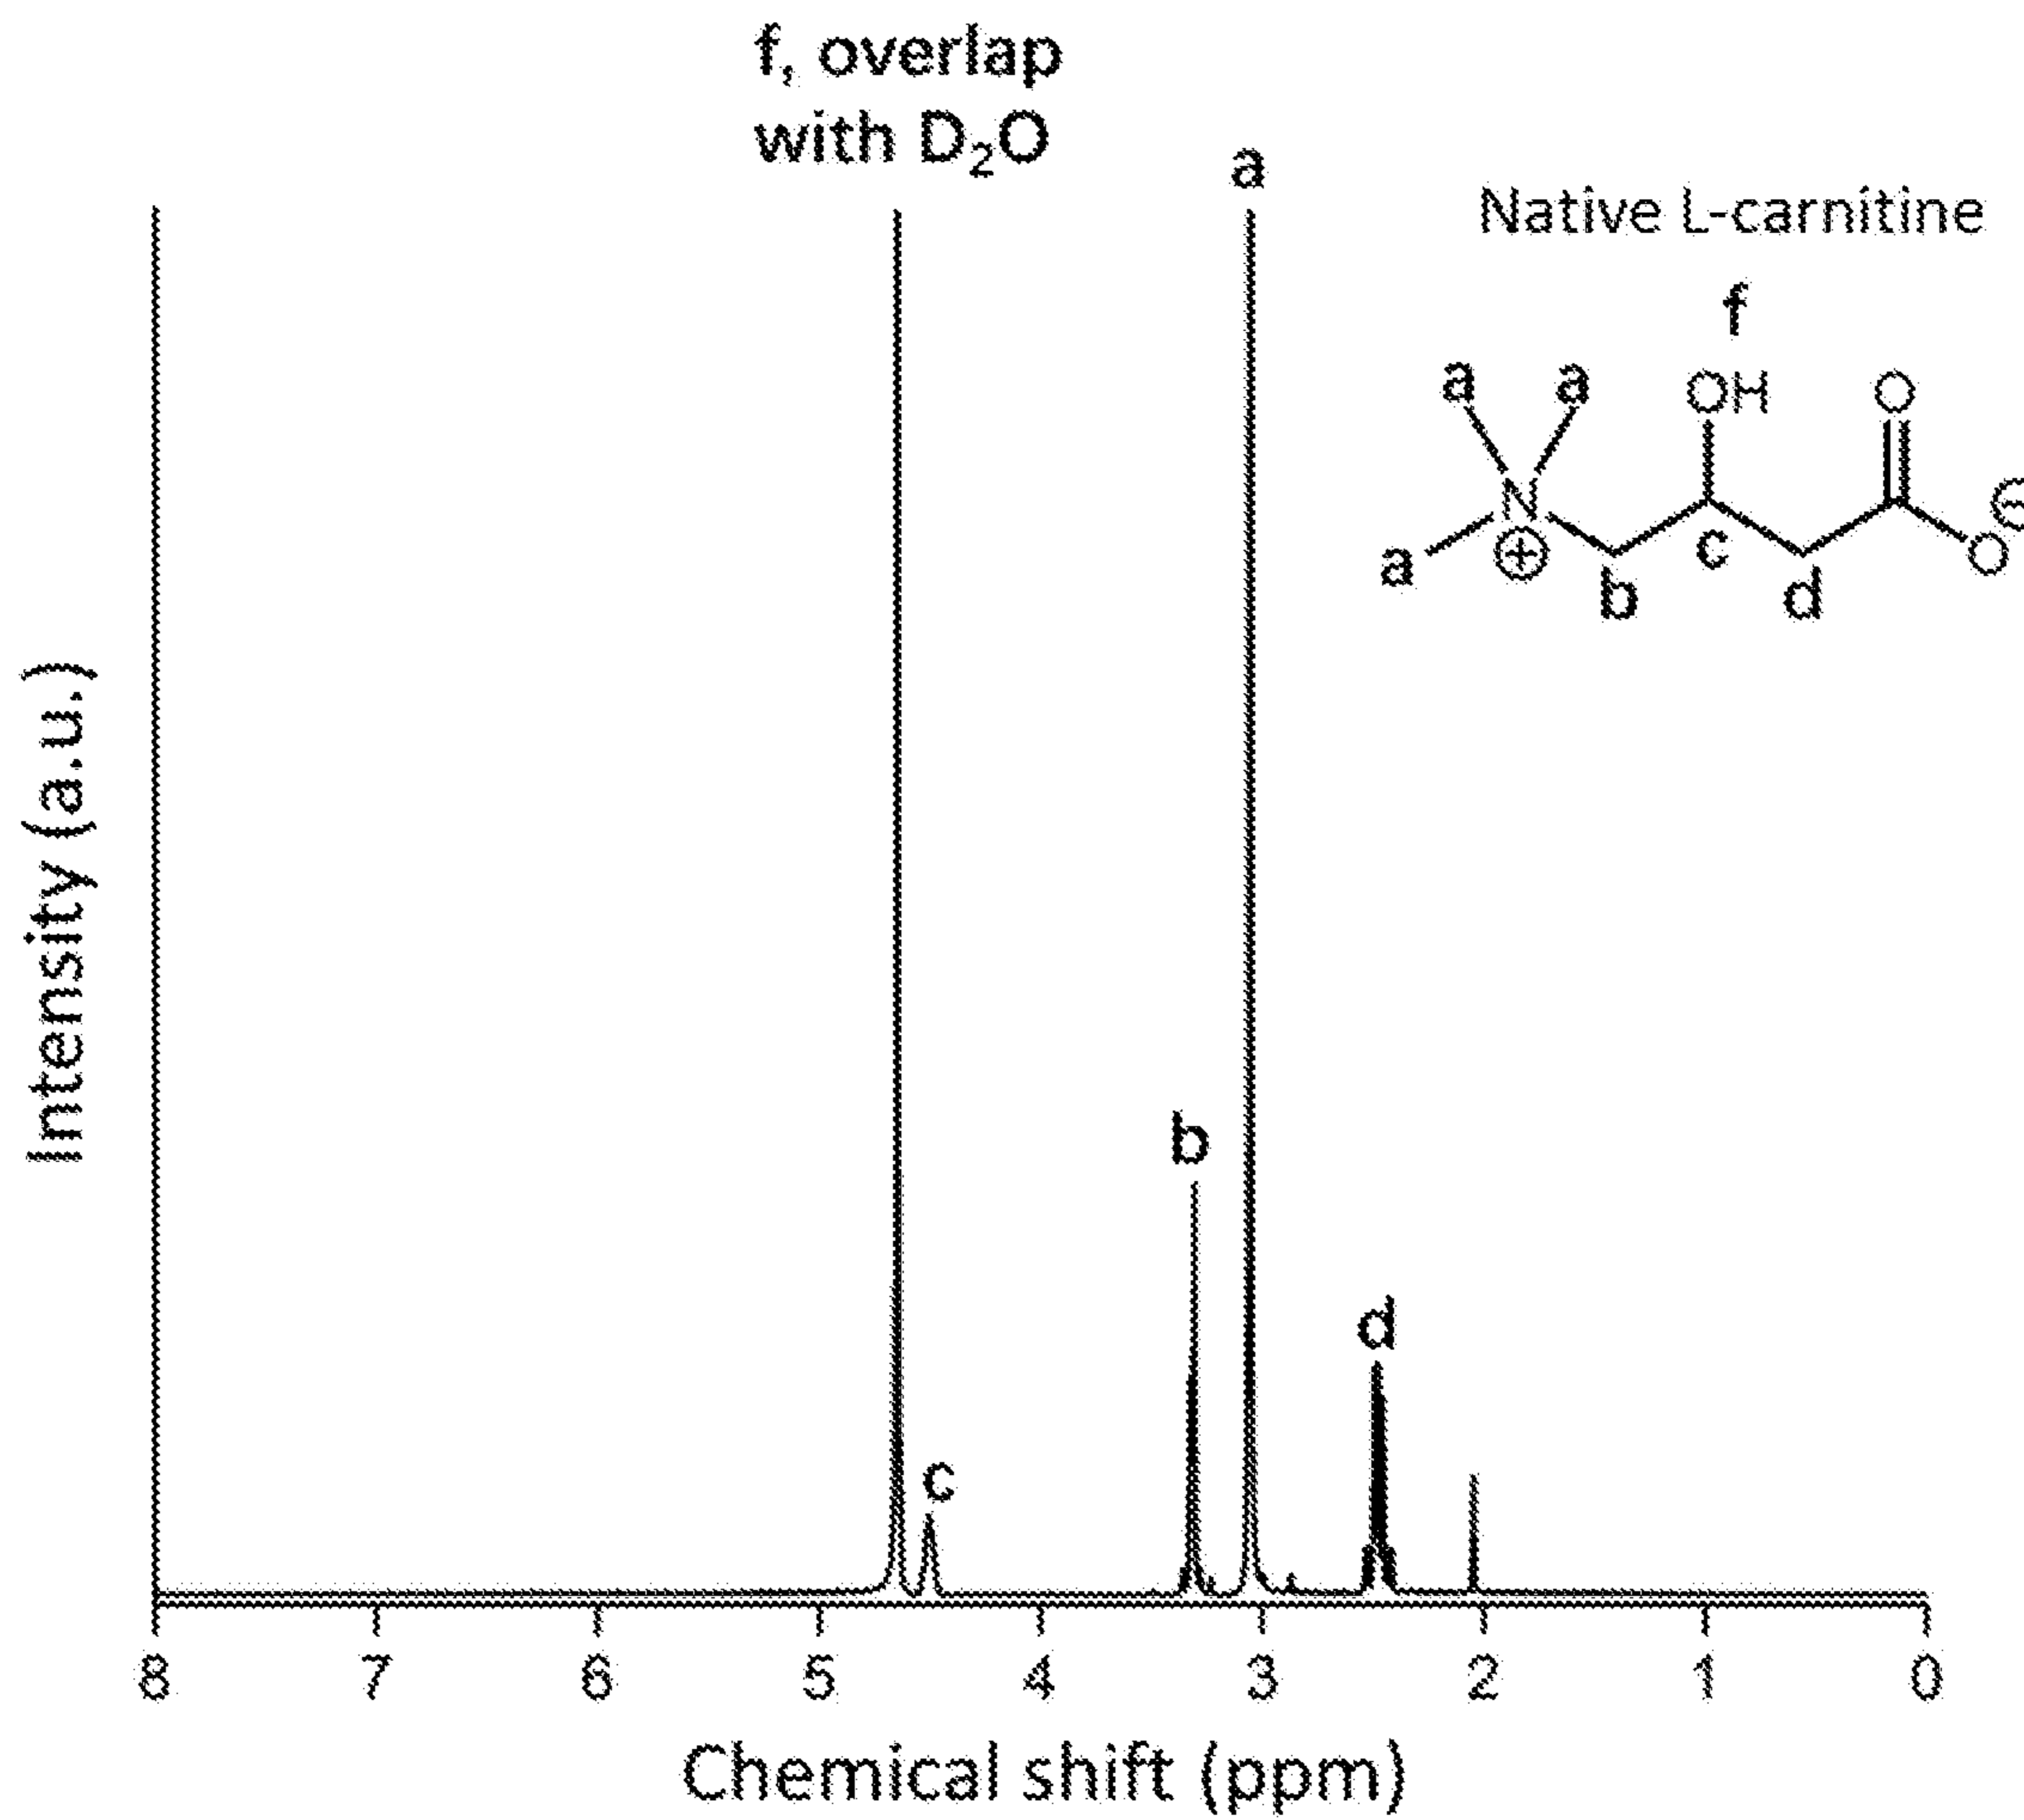 f, overlap
with D₂O
a
Native L-carnitine
f
a a OH O
N ⊕ ⊖
a b c d O
Intensity (a.u.)
b
d
c
8 7 6 5 4 3 2 1 0
Chemical shift (ppm)